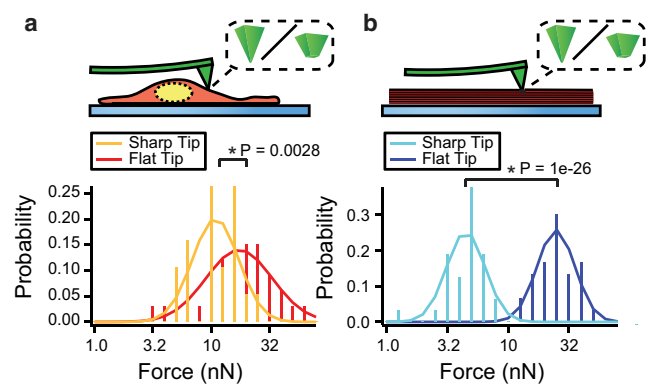 a
b
Sharp Tip
Flat Tip
* P = 0.0028
Probability
0.25
0.20
0.15
0.10
0.05
0.00
1.0 3.2 10 32
Force (nN)
Sharp Tip
Flat Tip
* P = 1e-26
Probability
0.3
0.2
0.1
0.0
1.0 3.2 10 32
Force (nN)